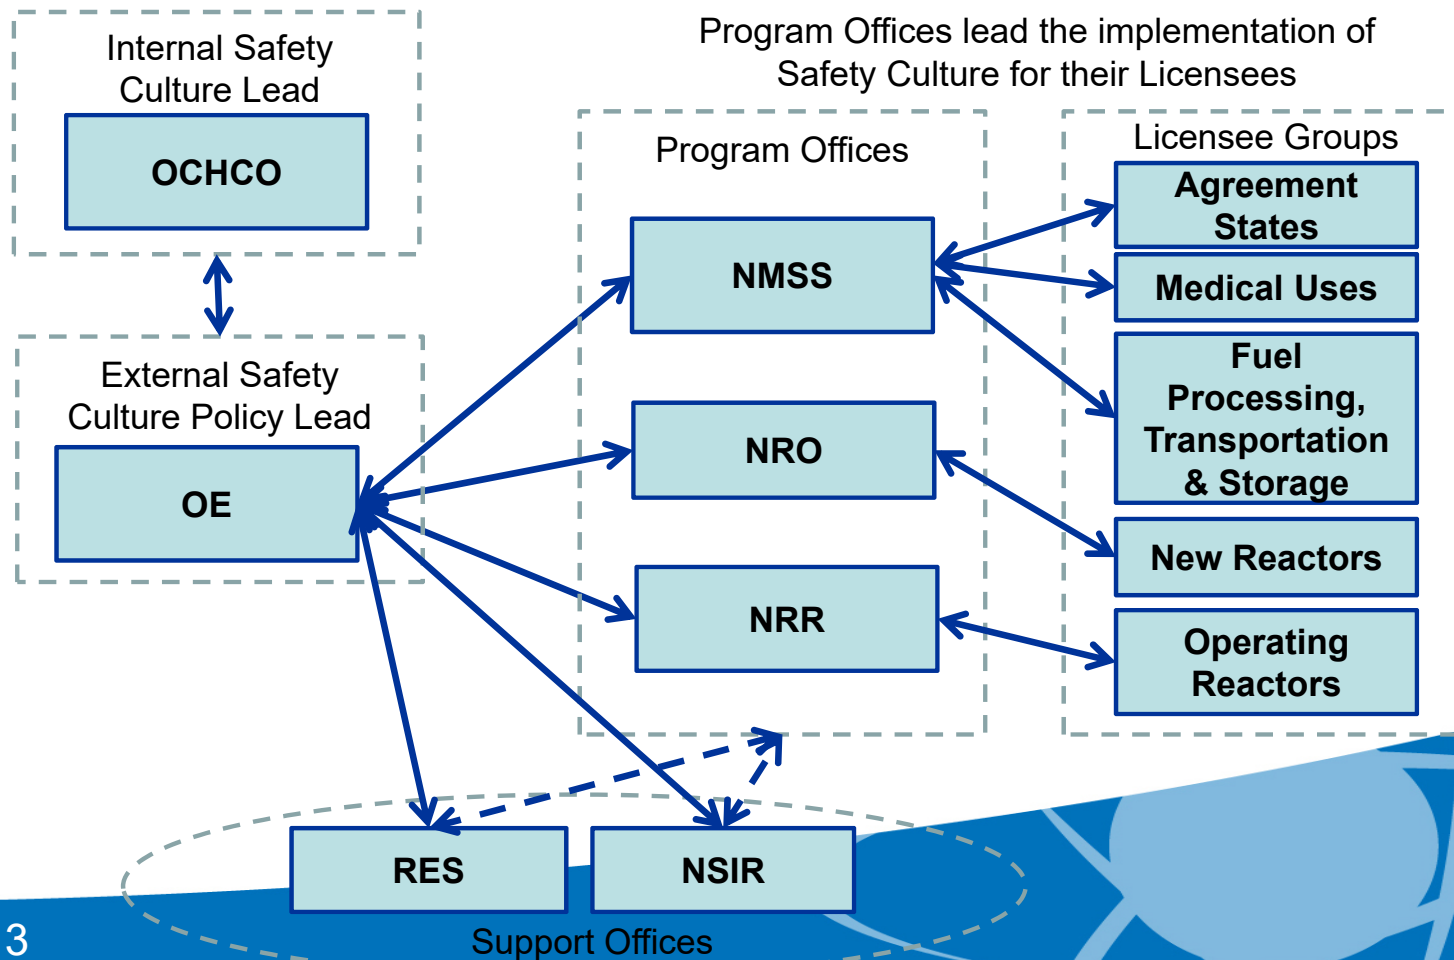 Internal Safety
Culture Lead
OCHCO
External Safety
Culture Policy Lead
OE
Program Offices lead the implementation of
Safety Culture for their Licensees
Program Offices
NMSS
NRO
NRR
Licensee Groups
Agreement
States
Medical Uses
Fuel
Processing,
Transportation
& Storage
New Reactors
Operating
Reactors
RES
NSIR
Support Offices
3